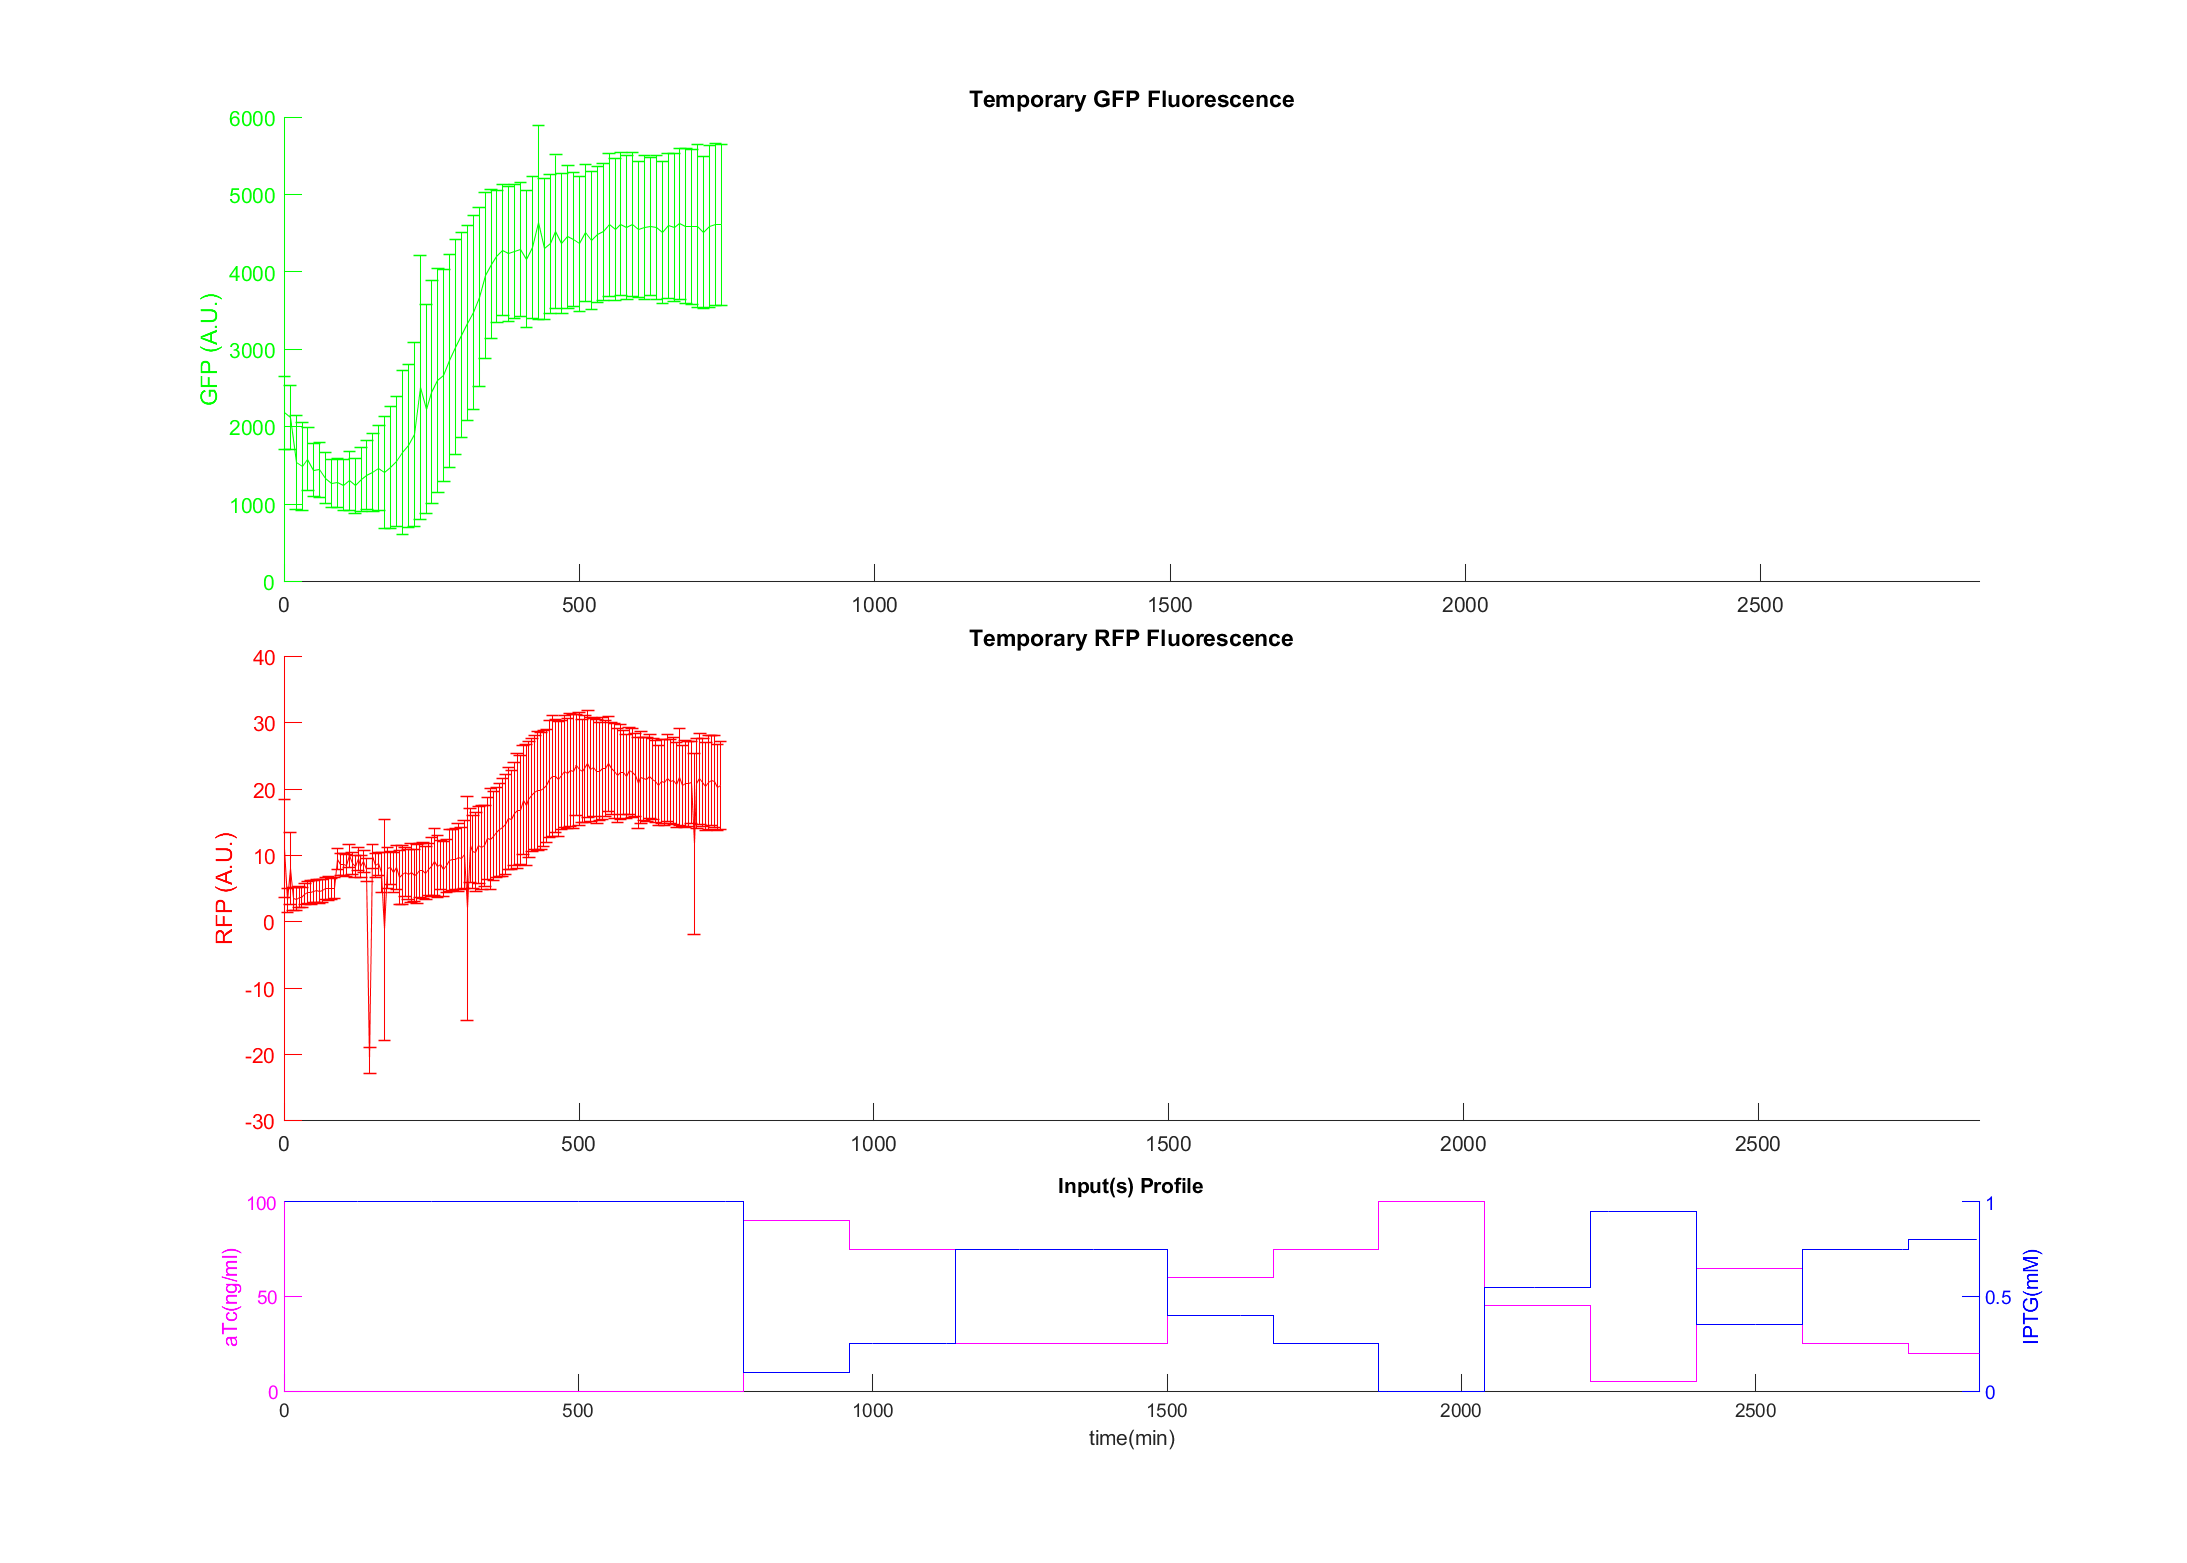 Temporary GFP Fluorescence
6000
5000
4000
3000
2000
1000
0
GFP (A.U.)
0 500 1000 1500 2000 2500
Temporary RFP Fluorescence
40
30
20
10
0
-10
-20
-30
RFP (A.U.)
0 500 1000 1500 2000 2500
Input(s) Profile
100
50
0
aTc(ng/ml)
1
0.5
0
IPTG(mM)
0 500 1000 1500 2000 2500
time(min)